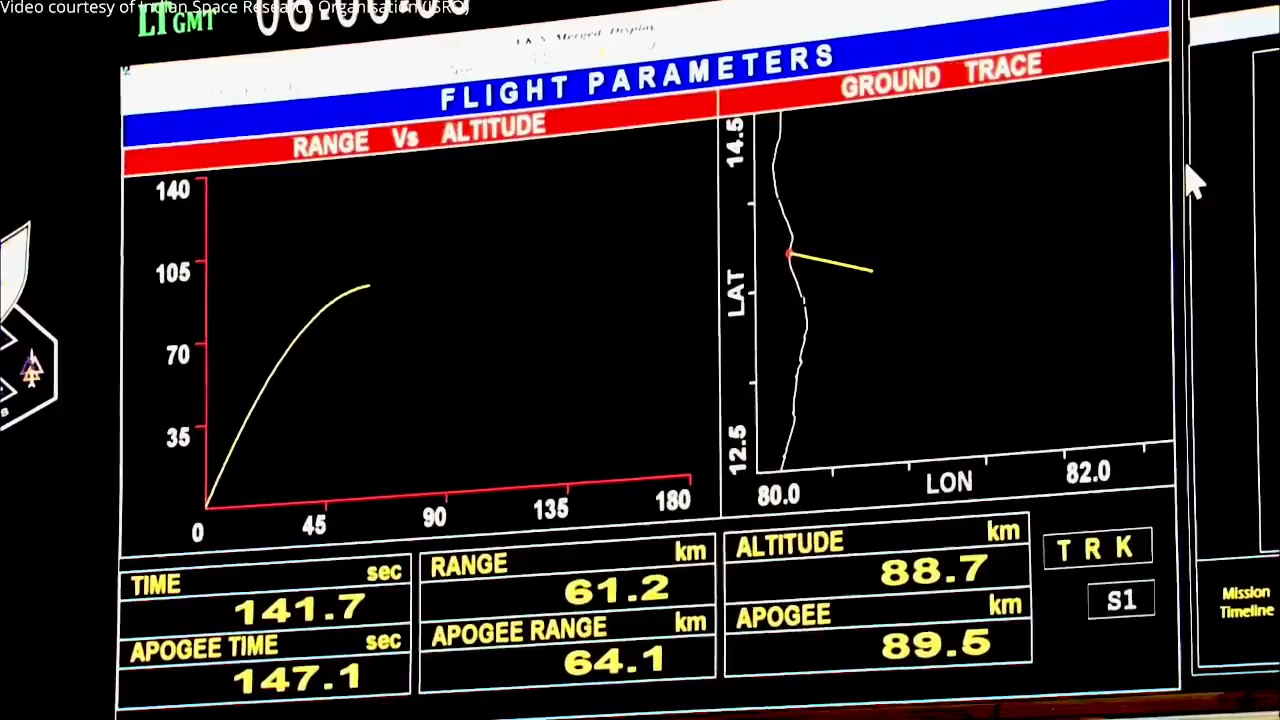 Video courtesy of Indian Space Research Organisation (ISRO)
LT GMT
FLIGHT PARAMETERS
RANGE Vs ALTITUDE
GROUND TRACE
140
105
70
35
0
45
90
135
180
14.5
LAT
12.5
80.0
LON
82.0
TIME sec
141.7
APOGEE TIME sec
147.1
RANGE km
61.2
APOGEE RANGE km
64.1
ALTITUDE km
88.7
APOGEE km
89.5
TRK
S1
Mission
Timeline